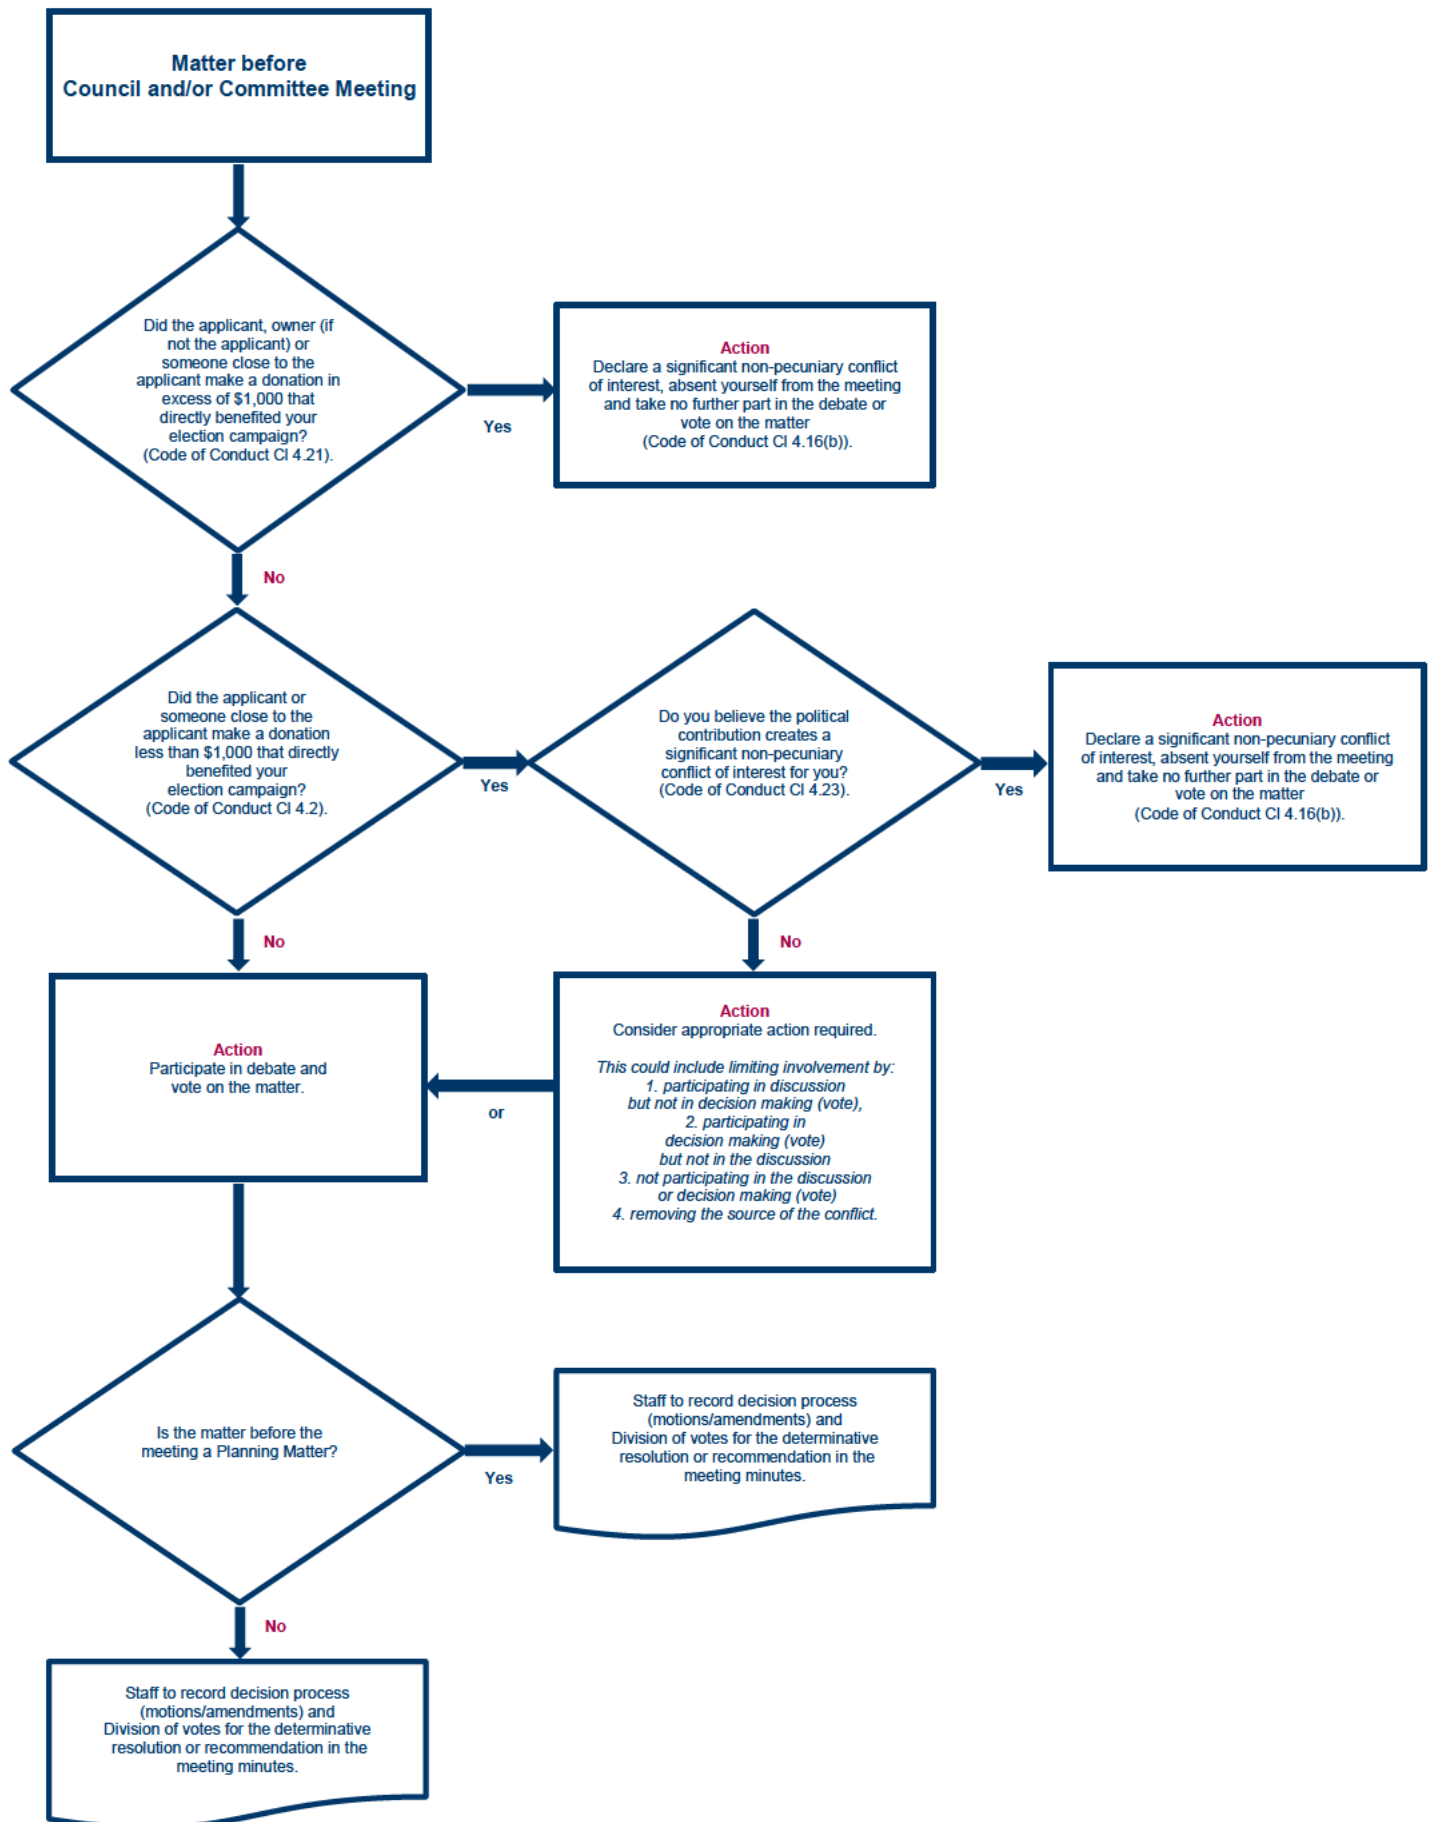 Matter before
Council and/or Committee Meeting
Did the applicant, owner (if
not the applicant) or
someone close to the
applicant make a donation in
excess of $1,000 that
directly benefited your
election campaign?
(Code of Conduct Cl 4.21).
Yes
Action
Declare a significant non-pecuniary conflict
of interest, absent yourself from the meeting
and take no further part in the debate or
vote on the matter
(Code of Conduct Cl 4.16(b)).
No
Did the applicant or
someone close to the
applicant make a donation
less than $1,000 that directly
benefited your
election campaign?
(Code of Conduct Cl 4.2).
Yes
Do you believe the political
contribution creates a
significant non-pecuniary
conflict of interest for you?
(Code of Conduct Cl 4.23).
Yes
Action
Declare a significant non-pecuniary conflict
of interest, absent yourself from the meeting
and take no further part in the debate or
vote on the matter
(Code of Conduct Cl 4.16(b)).
No
No
Action
Participate in debate and
vote on the matter.
or
Action
Consider appropriate action required.
This could include limiting involvement by:
1. participating in discussion
but not in decision making (vote),
2. participating in
decision making (vote)
but not in the discussion
3. not participating in the discussion
or decision making (vote)
4. removing the source of the conflict.
Is the matter before the
meeting a Planning Matter?
Yes
Staff to record decision process
(motions/amendments) and
Division of votes for the determinative
resolution or recommendation in the
meeting minutes.
No
Staff to record decision process
(motions/amendments) and
Division of votes for the determinative
resolution or recommendation in the
meeting minutes.